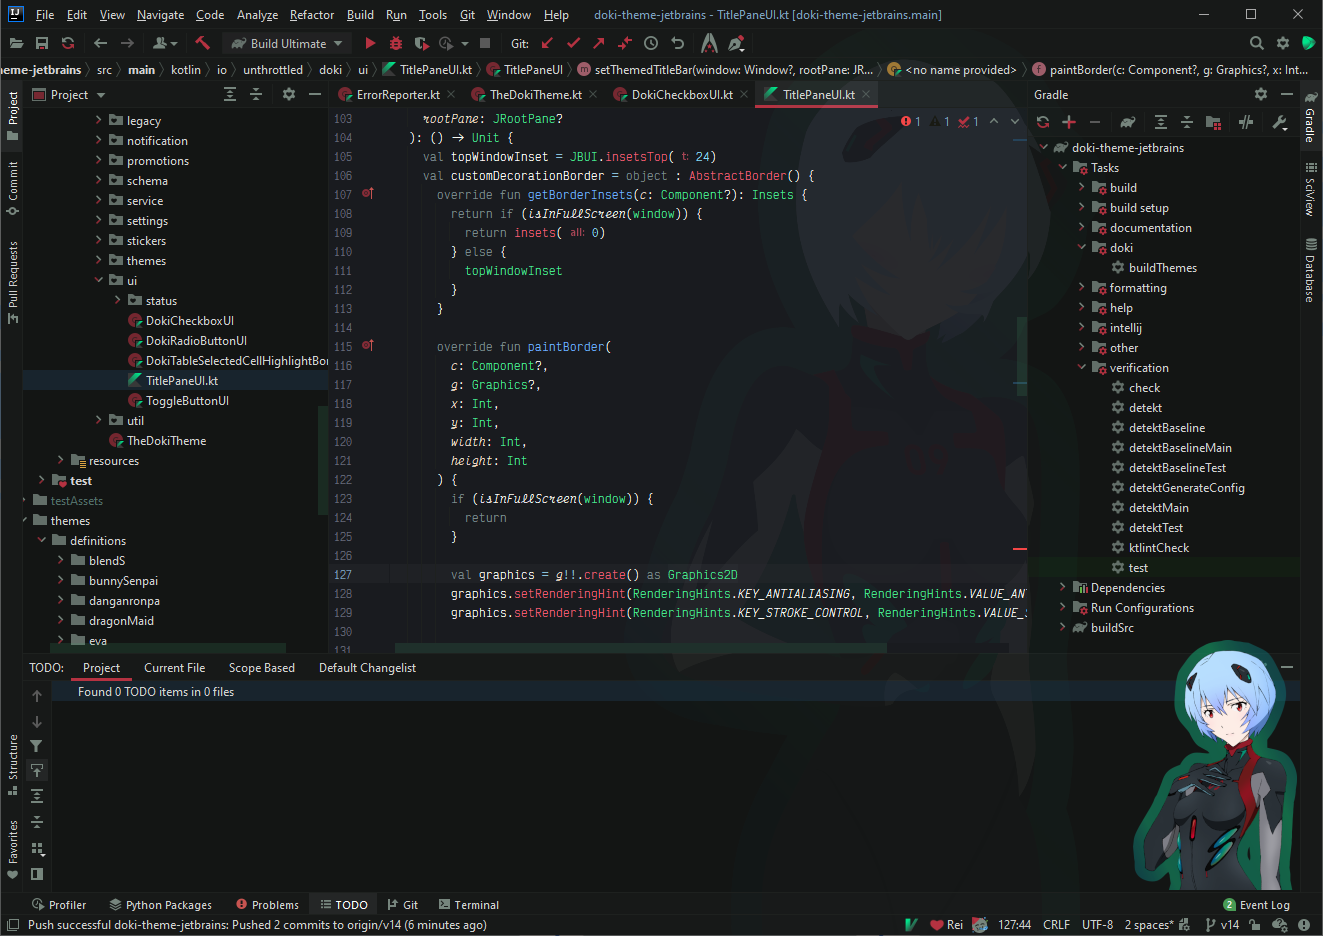 IJ File Edit View Navigate Code Analyze Refactor Build Run Tools Git Window Help doki-theme-jetbrains - TitlePaneUI.kt [doki-theme-jetbrains.main]
Build Ultimate Git:
eme-jetbrains src main kotlin io unthrottled doki ui TitlePaneUI.kt TitlePaneUI setThemedTitleBar(window: Window?, rootPane: JR... <no name provided> paintBorder(c: Component?, g: Graphics?, x: Int...
Project
Commit
Pull Requests
Structure
Favorites
Project
legacy
notification
promotions
schema
service
settings
stickers
themes
ui
status
DokiCheckboxUI
DokiRadioButtonUI
DokiTableSelectedCellHighlightBor
TitlePaneUI.kt
ToggleButtonUI
util
TheDokiTheme
resources
test
testAssets
themes
definitions
blendS
bunnySenpai
danganronpa
dragonMaid
eva
ErrorReporter.kt TheDokiTheme.kt DokiCheckboxUI.kt TitlePaneUI.kt
1 1 1
103 rootPane: JRootPane?
104 ): () → Unit {
105 val topWindowInset = JBUI.insetsTop( t: 24)
106 val customDecorationBorder = object : AbstractBorder() {
107 override fun getBorderInsets(c: Component?): Insets {
108 return if (isInFullScreen(window)) {
109 return insets( all: 0)
110 } else {
111 topWindowInset
112 }
113 }
114
115 override fun paintBorder(
116 c: Component?,
117 g: Graphics?,
118 x: Int,
119 y: Int,
120 width: Int,
121 height: Int
122 ) {
123 if (isInFullScreen(window)) {
124 return
125 }
126
127 val graphics = g!!.create() as Graphics2D
128 graphics.setRenderingHint(RenderingHints.KEY_ANTIALIASING, RenderingHints.VALUE_AN
129 graphics.setRenderingHint(RenderingHints.KEY_STROKE_CONTROL, RenderingHints.VALUE_S
130
131
Gradle
doki-theme-jetbrains
Tasks
build
build setup
documentation
doki
buildThemes
formatting
help
intellij
other
verification
check
detekt
detektBaseline
detektBaselineMain
detektBaselineTest
detektGenerateConfig
detektMain
detektTest
ktlintCheck
test
Dependencies
Run Configurations
buildSrc
Gradle
SciView
Database
TODO: Project Current File Scope Based Default Changelist
Found 0 TODO items in 0 files
Profiler Python Packages Problems TODO Git Terminal 2 Event Log
Push successful doki-theme-jetbrains: Pushed 2 commits to origin/v14 (6 minutes ago) Rei 127:44 CRLF UTF-8 2 spaces* v14